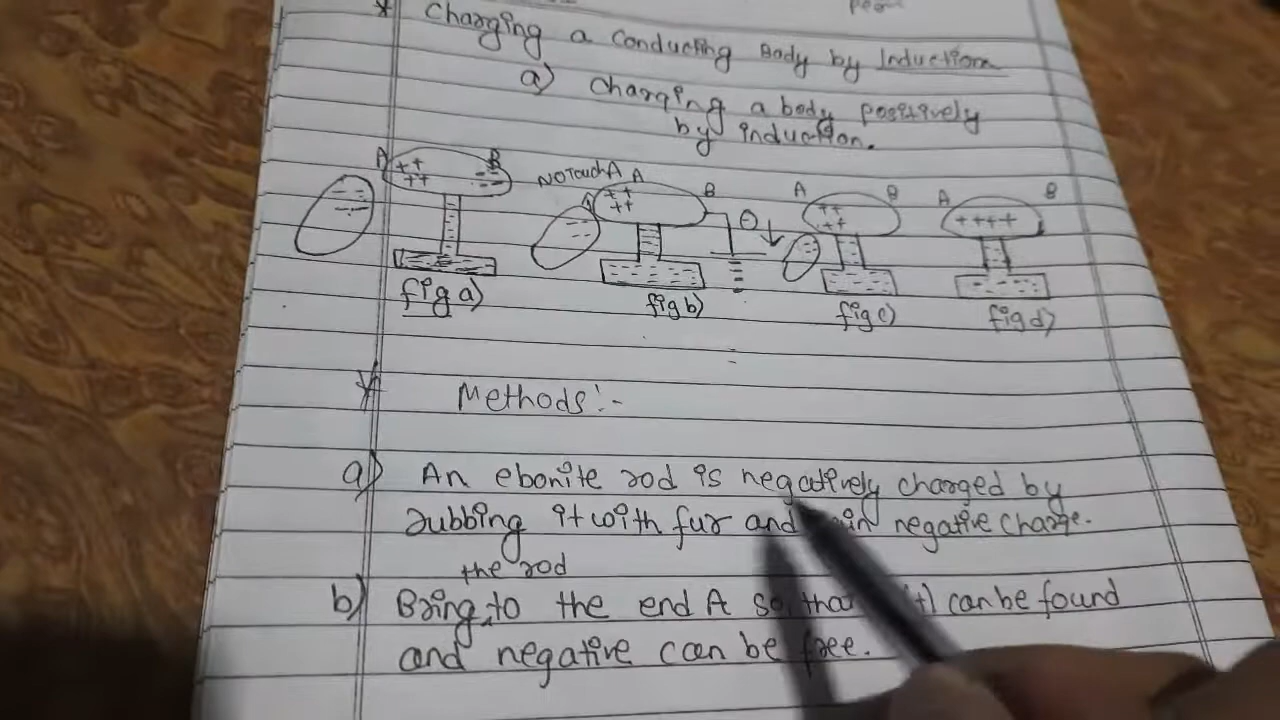 * Charging a Conducting Body by Induction
a) Charging a body positively
by induction.
A B NO Touch A A B A B A B
++ ++ ++ ++++
++ ++ ++
fig a) fig b) fig c) fig d)
Methods:-
a) An ebonite rod is negatively charged by
rubbing it with fur and negative charge.
the rod
b) Bring to the end A so (+) can be found
and negative can be free.